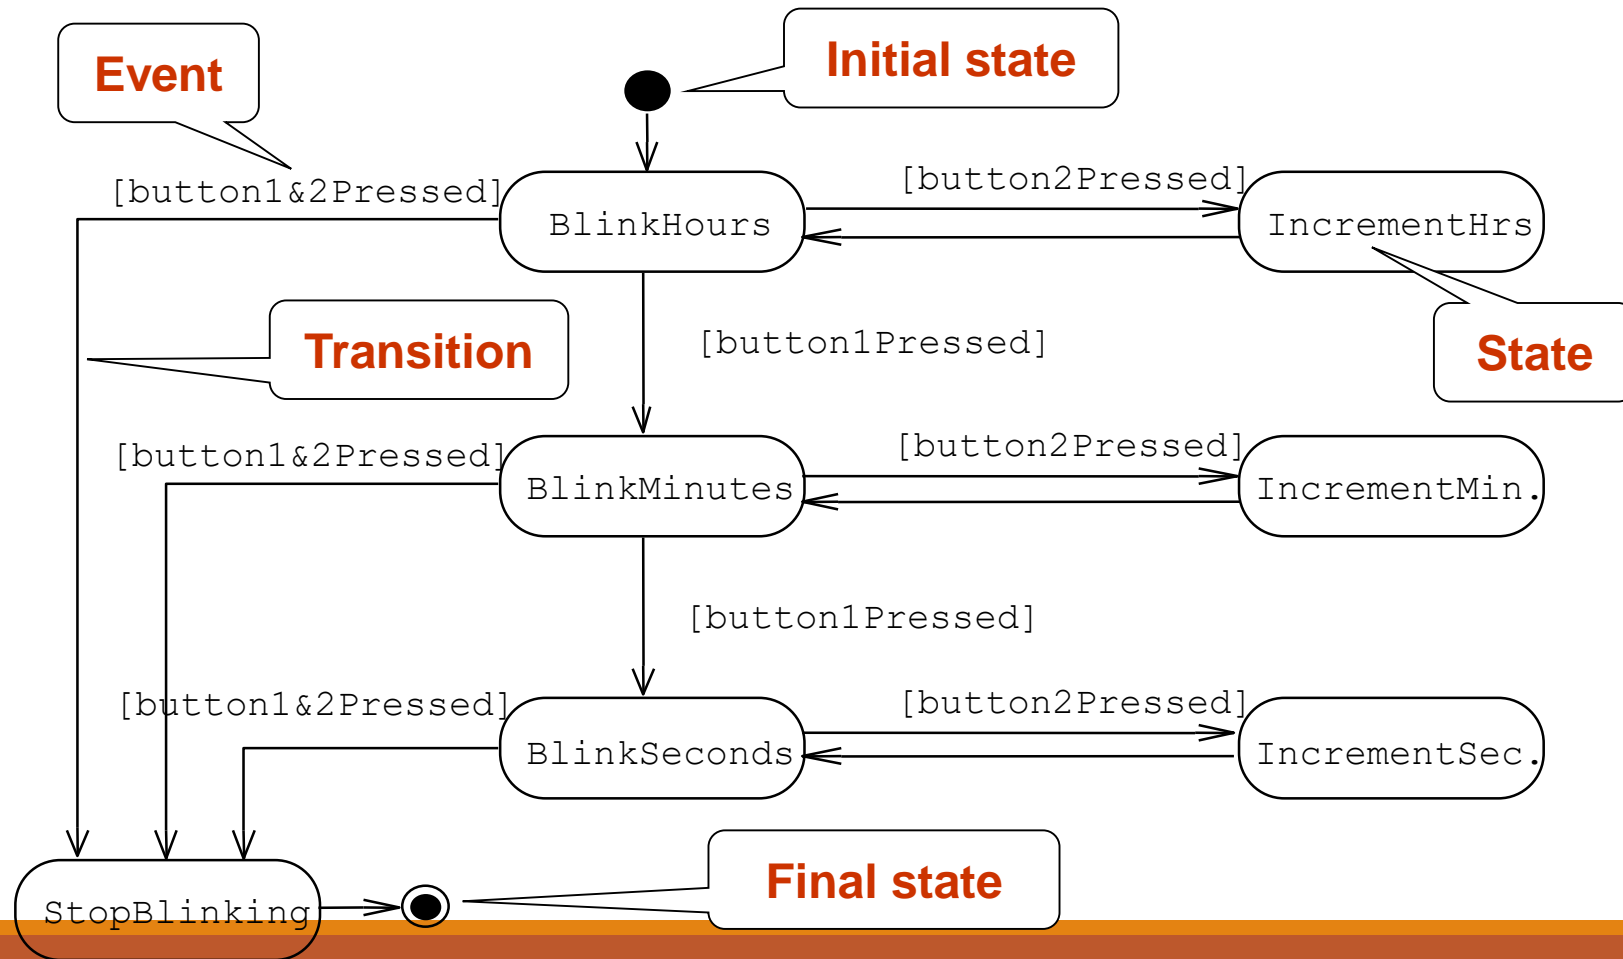 Initial state
Event
[button1&2Pressed]
[button2Pressed]
BlinkHours
IncrementHrs
Transition
[button1Pressed]
State
[button1&2Pressed]
[button2Pressed]
BlinkMinutes
IncrementMin.
[button1Pressed]
[button1&2Pressed]
[button2Pressed]
BlinkSeconds
IncrementSec.
Final state
StopBlinking